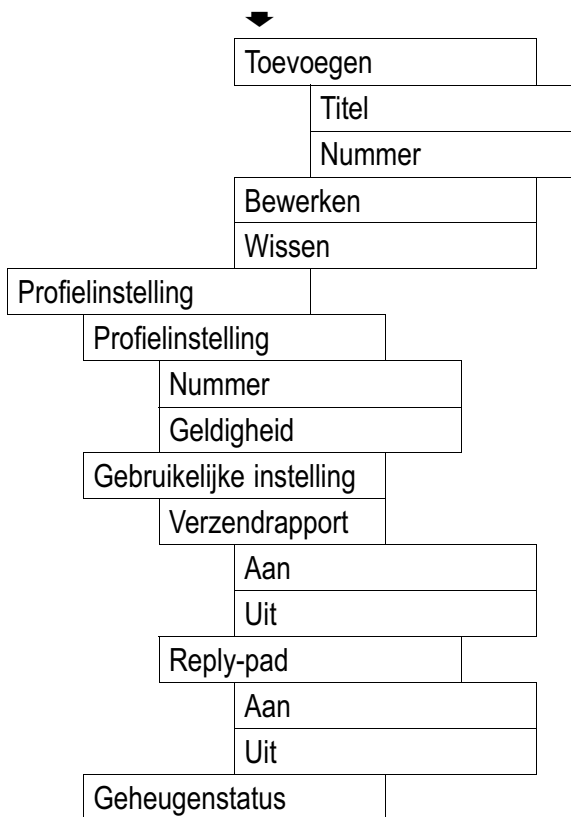 Toevoegen
Titel
Nummer
Bewerken
Wissen
Profielinstelling
Profielinstelling
Nummer
Geldigheid
Gebruikelijke instelling
Verzendrapport
Aan
Uit
Reply-pad
Aan
Uit
Geheugenstatus